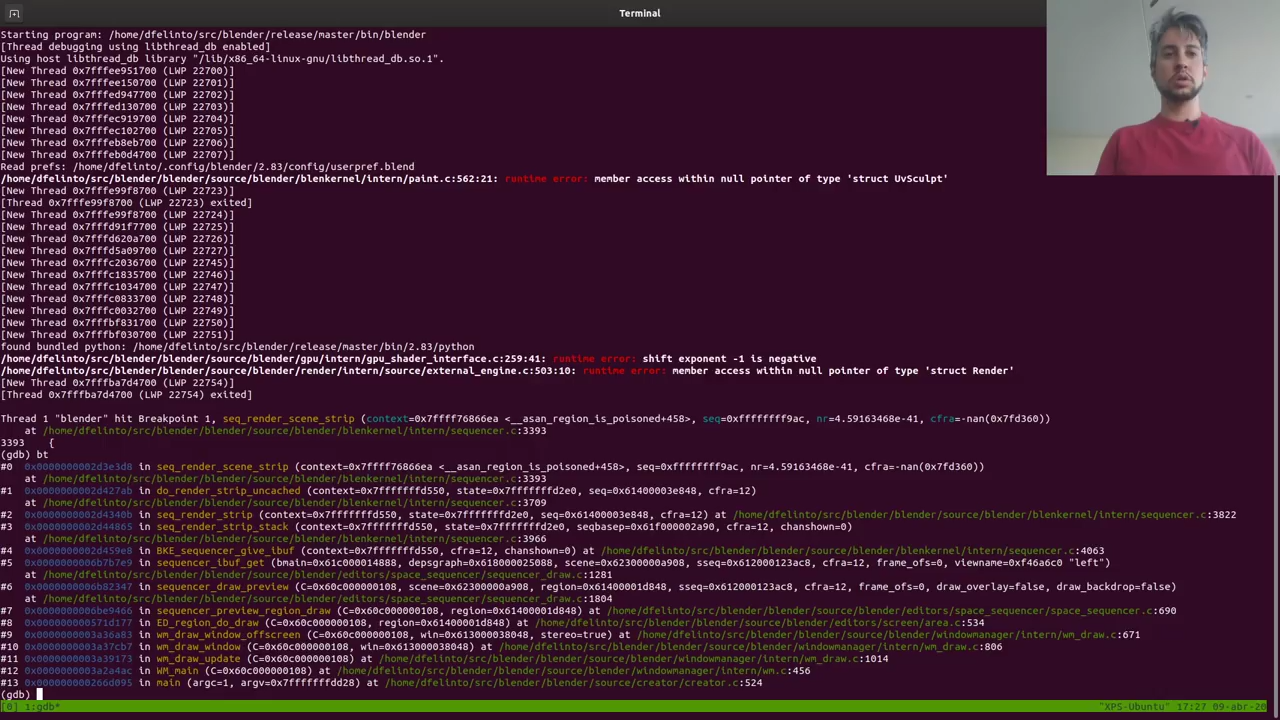 Terminal
Starting program: /home/dfelinto/src/blender/release/master/bin/blender
[Thread debugging using libthread_db enabled]
Using host libthread_db library "/lib/x86_64-linux-gnu/libthread_db.so.1".
[New Thread 0x7fffee951700 (LWP 22700)]
[New Thread 0x7fffee150700 (LWP 22701)]
[New Thread 0x7fffed947700 (LWP 22702)]
[New Thread 0x7fffed130700 (LWP 22703)]
[New Thread 0x7fffec919700 (LWP 22704)]
[New Thread 0x7fffec102700 (LWP 22705)]
[New Thread 0x7fffeb8eb700 (LWP 22706)]
[New Thread 0x7fffeb0d4700 (LWP 22707)]
Read prefs: /home/dfelinto/.config/blender/2.83/config/userpref.blend
/home/dfelinto/src/blender/blender/source/blender/blenkernel/intern/paint.c:562:21: runtime error: member access within null pointer of type 'struct UvSculpt'
[New Thread 0x7fffe99f8700 (LWP 22723)]
[Thread 0x7fffe99f8700 (LWP 22723) exited]
[New Thread 0x7fffe99f8700 (LWP 22724)]
[New Thread 0x7fffd91f7700 (LWP 22725)]
[New Thread 0x7fffd620a700 (LWP 22726)]
[New Thread 0x7fffd5a09700 (LWP 22727)]
[New Thread 0x7fffc2036700 (LWP 22745)]
[New Thread 0x7fffc1835700 (LWP 22746)]
[New Thread 0x7fffc1034700 (LWP 22747)]
[New Thread 0x7fffc0833700 (LWP 22748)]
[New Thread 0x7fffc0032700 (LWP 22749)]
[New Thread 0x7fffbf831700 (LWP 22750)]
[New Thread 0x7fffbf030700 (LWP 22751)]
found bundled python: /home/dfelinto/src/blender/release/master/bin/2.83/python
/home/dfelinto/src/blender/blender/source/blender/gpu/intern/gpu_shader_interface.c:259:41: runtime error: shift exponent -1 is negative
/home/dfelinto/src/blender/blender/source/blender/render/intern/source/external_engine.c:503:10: runtime error: member access within null pointer of type 'struct Render'
[New Thread 0x7fffba7d4700 (LWP 22754)]
[Thread 0x7fffba7d4700 (LWP 22754) exited]
Thread 1 "blender" hit Breakpoint 1, seq_render_scene_strip (context=0x7ffff76866ea <__asan_region_is_poisoned+458>, seq=0xffffffff9ac, nr=4.59163468e-41, cfra=-nan(0x7fd360))
at /home/dfelinto/src/blender/blender/source/blender/blenkernel/intern/sequencer.c:3393
3393 {
(gdb) bt
#0 0x0000000002d3e3d8 in seq_render_scene_strip (context=0x7ffff76866ea <__asan_region_is_poisoned+458>, seq=0xffffffff9ac, nr=4.59163468e-41, cfra=-nan(0x7fd360))
at /home/dfelinto/src/blender/blender/source/blender/blenkernel/intern/sequencer.c:3393
#1 0x0000000002d427ab in do_render_strip_uncached (context=0x7fffffffd550, state=0x7fffffffd2e0, seq=0x61400003e848, cfra=12)
at /home/dfelinto/src/blender/blender/source/blender/blenkernel/intern/sequencer.c:3709
#2 0x0000000002d4340b in seq_render_strip (context=0x7fffffffd550, state=0x7fffffffd2e0, seq=0x61400003e848, cfra=12) at /home/dfelinto/src/blender/blender/source/blender/blenkernel/intern/sequencer.c:3822
#3 0x0000000002d44865 in seq_render_strip_stack (context=0x7fffffffd550, state=0x7fffffffd2e0, seqbasep=0x61f000002a90, cfra=12, chanshown=0)
at /home/dfelinto/src/blender/blender/source/blender/blenkernel/intern/sequencer.c:3966
#4 0x0000000002d459e8 in BKE_sequencer_give_ibuf (context=0x7fffffffd550, cfra=12, chanshown=0) at /home/dfelinto/src/blender/blender/source/blender/blenkernel/intern/sequencer.c:4063
#5 0x0000000006b7b7e9 in sequencer_ibuf_get (bmain=0x61c000014888, depsgraph=0x618000025088, scene=0x62300000a908, sseq=0x612000123ac8, cfra=12, frame_ofs=0, viewname=0xf46a6c0 "left")
at /home/dfelinto/src/blender/blender/source/blender/editors/space_sequencer/sequencer_draw.c:1281
#6 0x0000000006b82347 in sequencer_draw_preview (C=0x60c000000108, scene=0x62300000a908, region=0x61400001d848, sseq=0x612000123ac8, cfra=12, frame_ofs=0, draw_overlay=false, draw_backdrop=false)
at /home/dfelinto/src/blender/blender/source/blender/editors/space_sequencer/sequencer_draw.c:1804
#7 0x0000000006be9466 in sequencer_preview_region_draw (C=0x60c000000108, region=0x61400001d848) at /home/dfelinto/src/blender/blender/source/blender/editors/space_sequencer/space_sequencer.c:690
#8 0x000000000571d177 in ED_region_do_draw (C=0x60c000000108, region=0x61400001d848) at /home/dfelinto/src/blender/blender/source/blender/editors/screen/area.c:534
#9 0x0000000003a36a83 in wm_draw_window_offscreen (C=0x60c000000108, win=0x613000038048, stereo=true) at /home/dfelinto/src/blender/blender/source/blender/windowmanager/intern/wm_draw.c:671
#10 0x0000000003a37cb7 in wm_draw_window (C=0x60c000000108, win=0x613000038048) at /home/dfelinto/src/blender/blender/source/blender/windowmanager/intern/wm_draw.c:806
#11 0x0000000003a39173 in wm_draw_update (C=0x60c000000108) at /home/dfelinto/src/blender/blender/source/blender/windowmanager/intern/wm_draw.c:1014
#12 0x0000000003a2a4ac in WM_main (C=0x60c000000108) at /home/dfelinto/src/blender/blender/source/blender/windowmanager/intern/wm.c:456
#13 0x000000000266d095 in main (argc=1, argv=0x7fffffffdd28) at /home/dfelinto/src/blender/blender/source/creator/creator.c:524
(gdb)
[0] 1:gdb* "XPS-Ubuntu" 17:27 09-abr-20